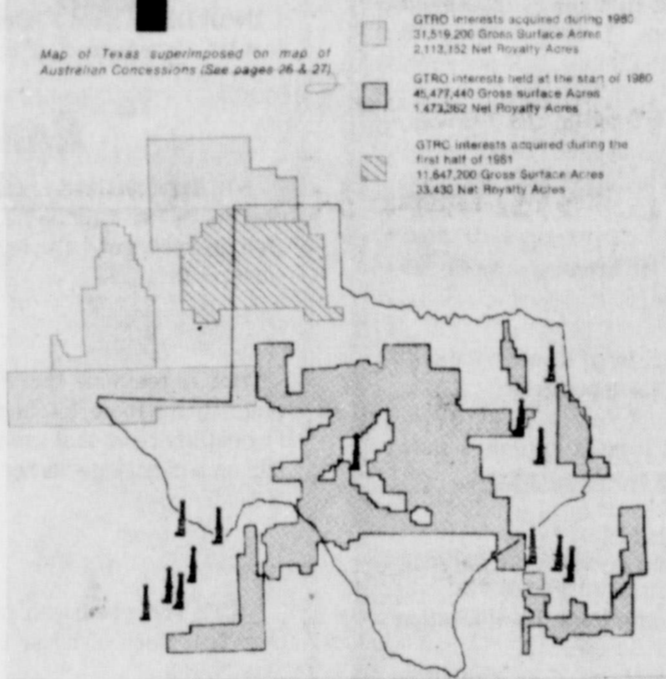 Map of Texas superimposed on map of
Australian Concessions (See pages 26 & 27)
GTRO interests acquired during 1980
31,519,200 Gross Surface Acres
2,113,152 Net Royalty Acres
GTRO interests held at the start of 1980
45,477,440 Gross surface Acres
1,473,362 Net Royalty Acres
GTRO interests acquired during the
first half of 1981
11,647,200 Gross Surface Acres
33,430 Net Royalty Acres